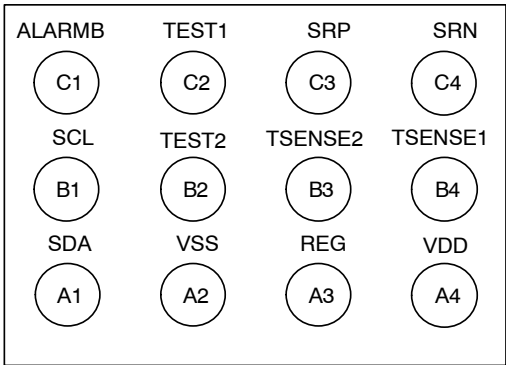 ALARMB TEST1 SRP SRN
C1 C2 C3 C4
SCL TEST2 TSENSE2 TSENSE1
B1 B2 B3 B4
SDA VSS REG VDD
A1 A2 A3 A4